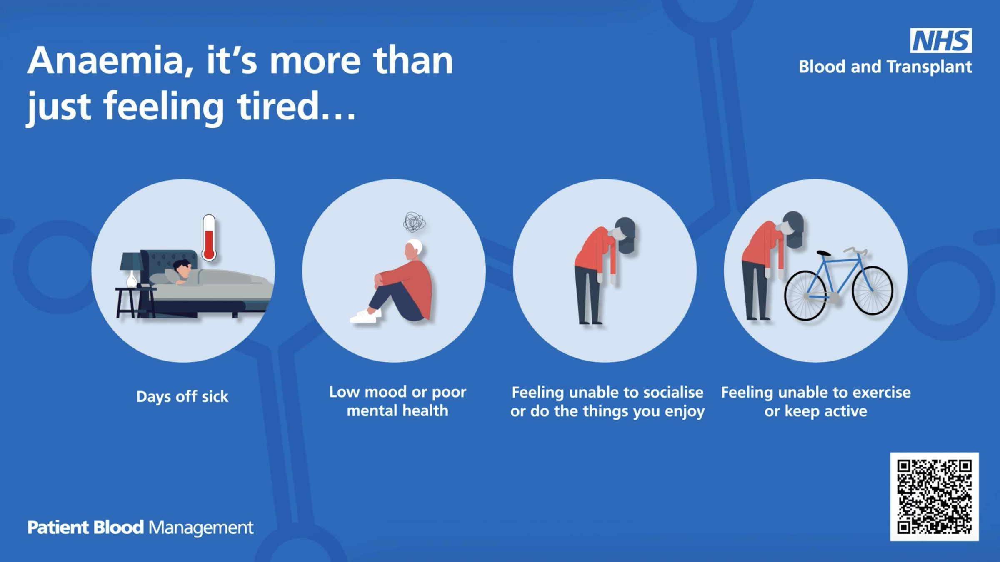 Anaemia, it’s more than
just feeling tired...
NHS
Blood and Transplant
Days off sick
Low mood or poor
mental health
Feeling unable to socialise
or do the things you enjoy
Feeling unable to exercise
or keep active
Patient Blood Management